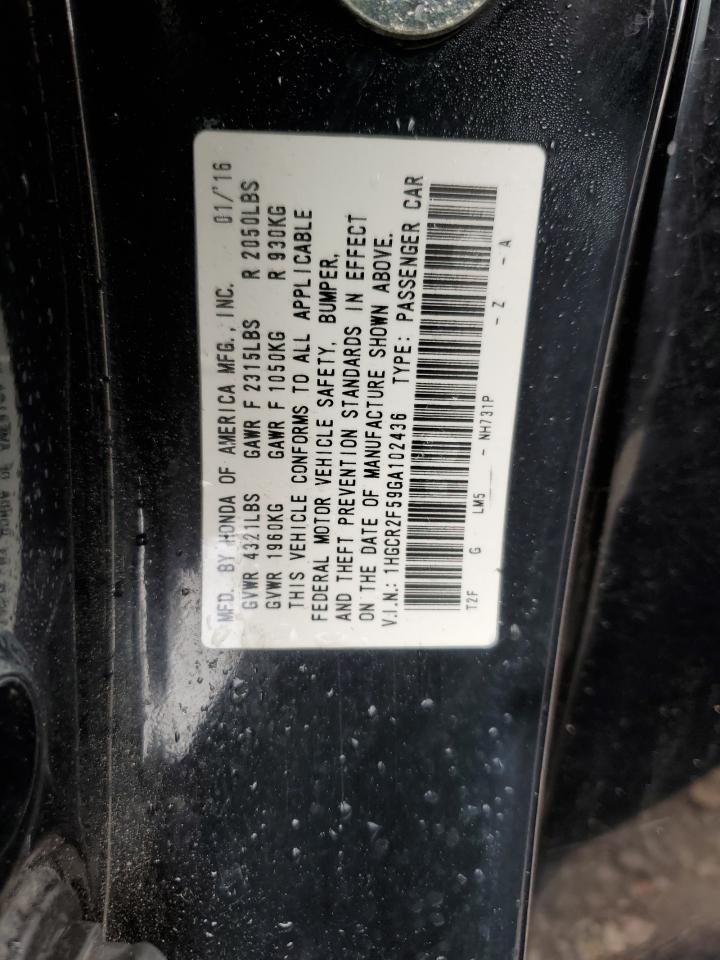 MFD. BY HONDA OF AMERICA MFG., INC. 01/'16
GVWR 4321LBS GAWR F 2315LBS R 2050LBS
GVWR 1960KG GAWR F 1050KG R 930KG
THIS VEHICLE CONFORMS TO ALL APPLICABLE
FEDERAL MOTOR VEHICLE SAFETY, BUMPER,
AND THEFT PREVENTION STANDARDS IN EFFECT
ON THE DATE OF MANUFACTURE SHOWN ABOVE.
V.I.N.: 1HGCR2F59GA102436 TYPE: PASSENGER CAR
T2F G LM5 - NH731P - Z - A